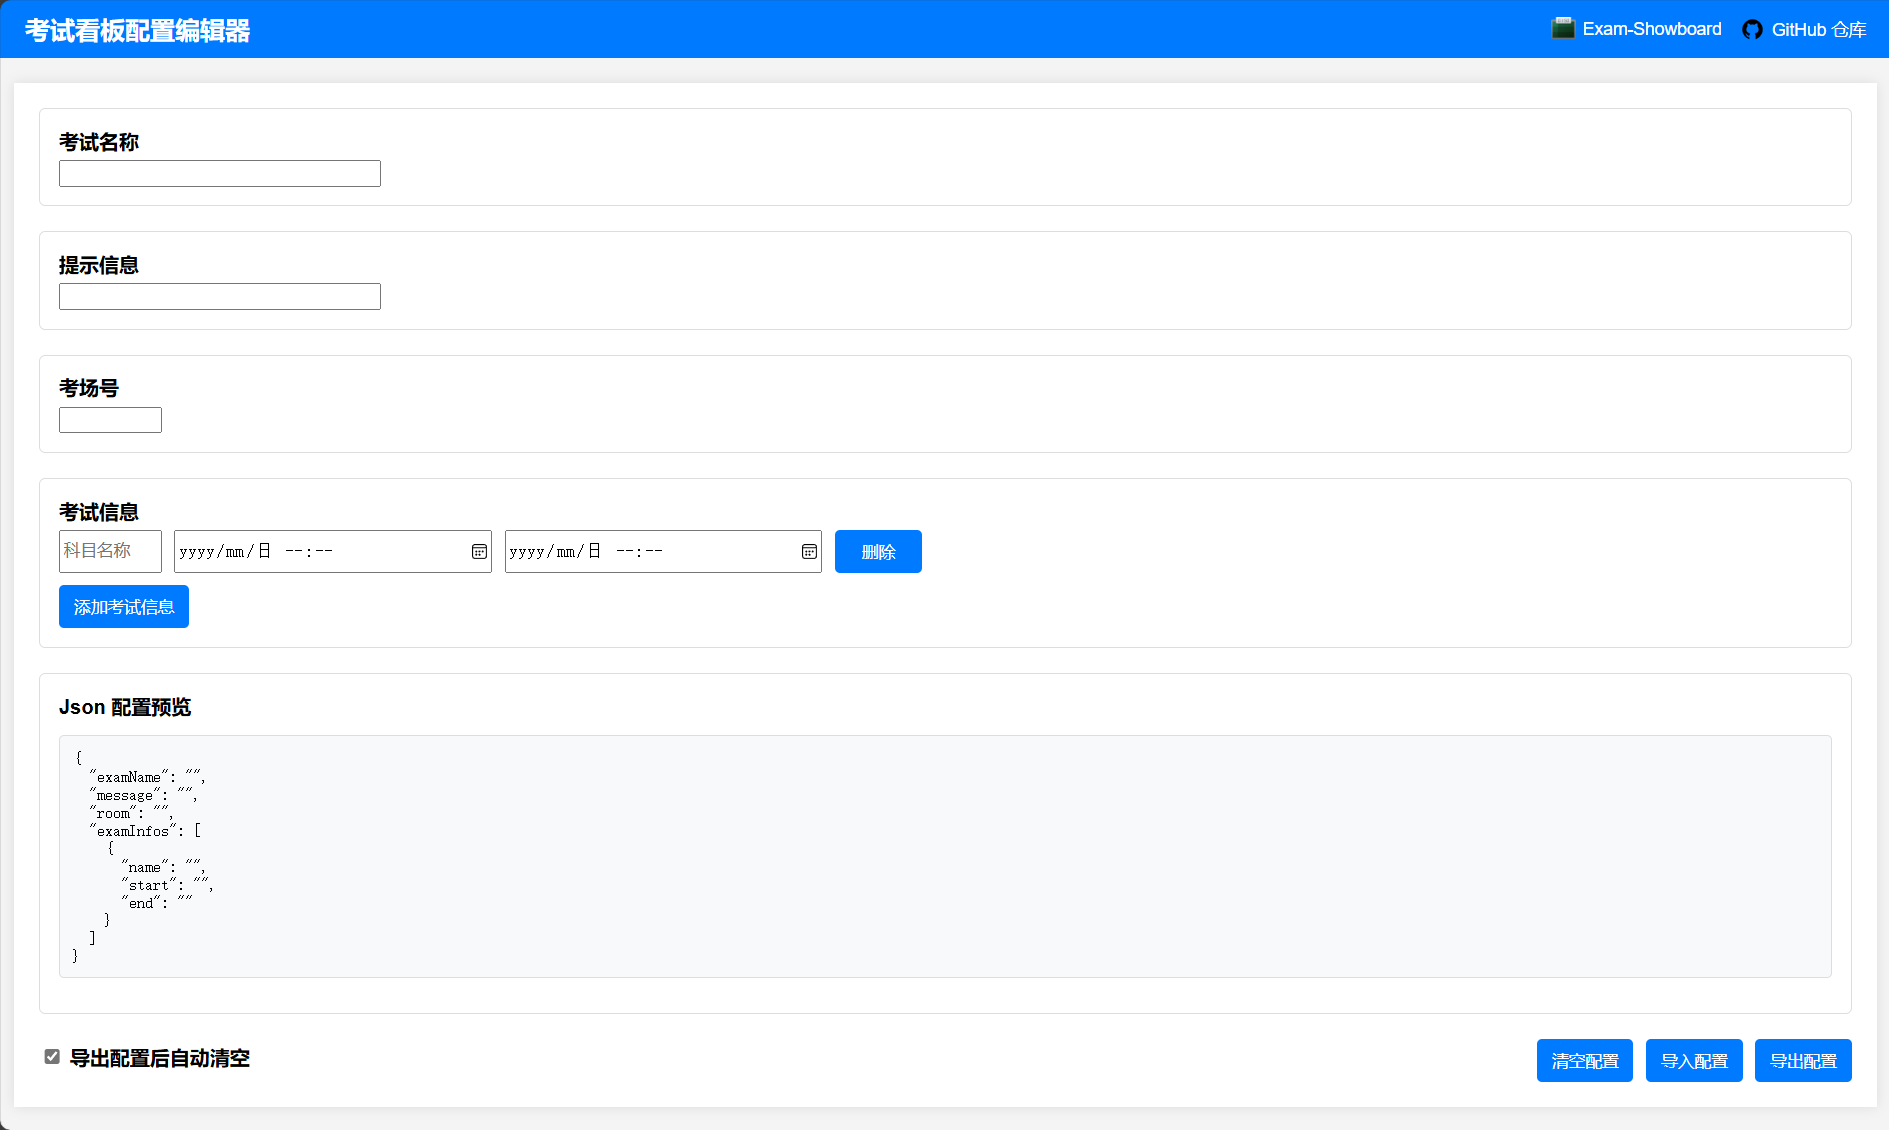 考试看板配置编辑器
Exam-Showboard
GitHub 仓库
考试名称
提示信息
考场号
考试信息
科目名称
yyyy/mm/日 --:--
yyyy/mm/日 --:--
删除
添加考试信息
Json 配置预览
{
  "examName": "",
  "message": "",
  "room": "",
  "examInfos": [
    {
      "name": "",
      "start": "",
      "end": ""
    }
  ]
}
导出配置后自动清空
清空配置
导入配置
导出配置